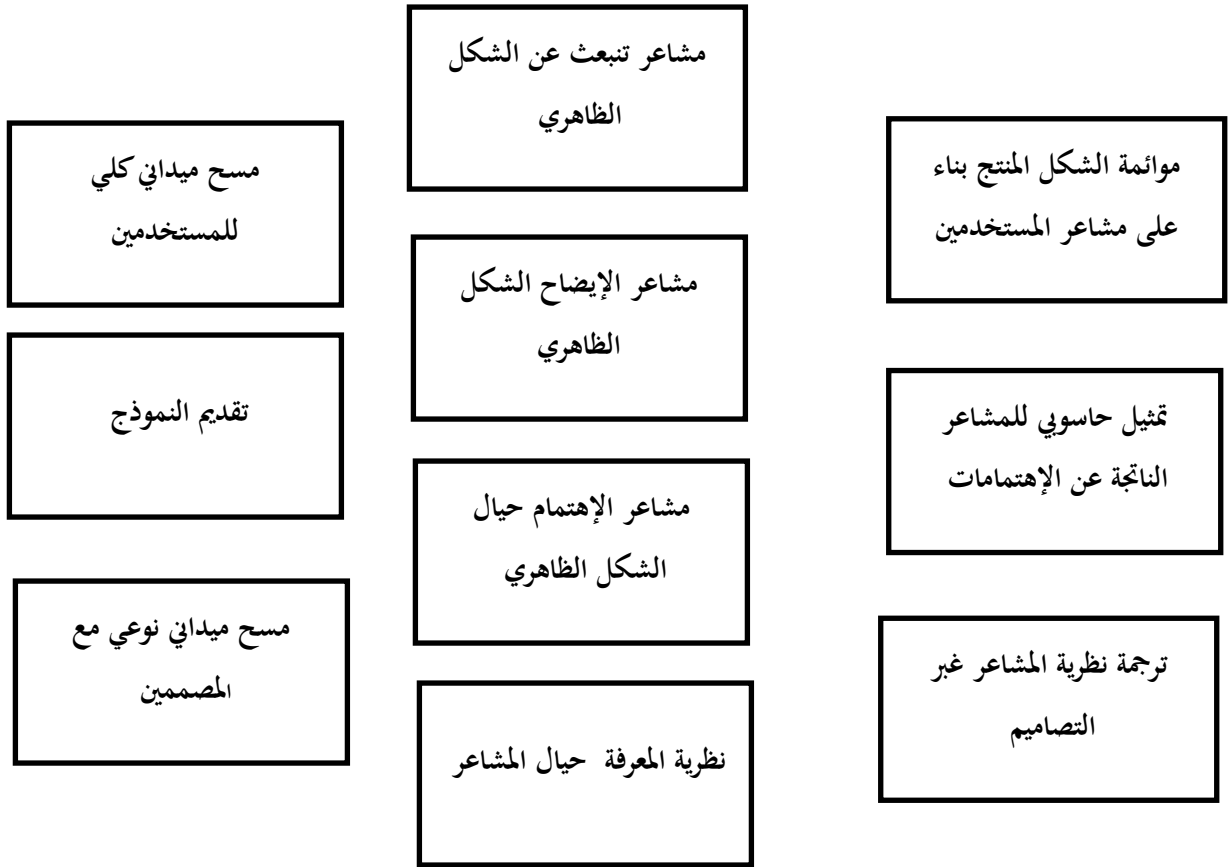 موائمة الشكل المنتج بناء
على مشاعر المستخدمين
تمثيل حاسوبي للمشاعر
الناتجة عن الإهتمامات
ترجمة نظرية المشاعر غبر
التصاميم
مشاعر تنبعث عن الشكل
الظاهري
مشاعر الإيضاح الشكل
الظاهري
مشاعر الإهتمام حيال
الشكل الظاهري
نظرية المعرفة حيال المشاعر
مسح ميداني كلي
للمستخدمين
تقديم النموذج
مسح ميداني نوعي مع
المصممين